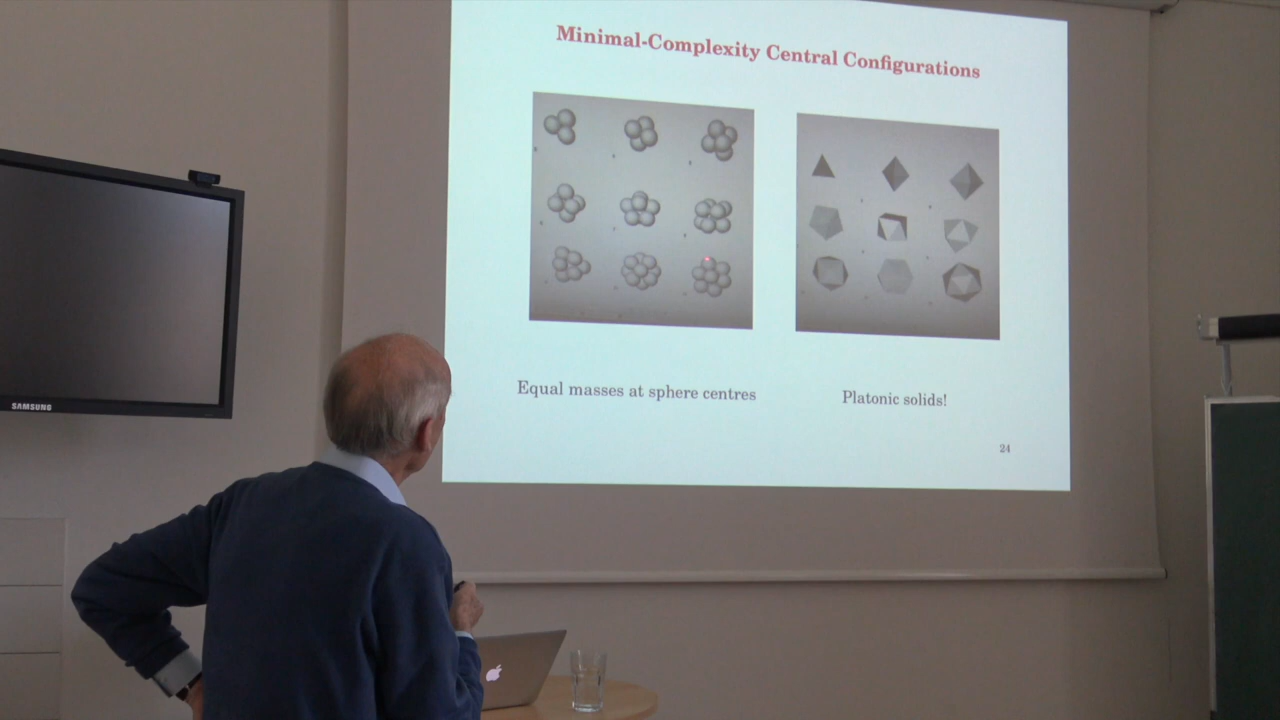 Minimal-Complexity Central Configurations
Equal masses at sphere centres
Platonic solids!
24
SAMSUNG